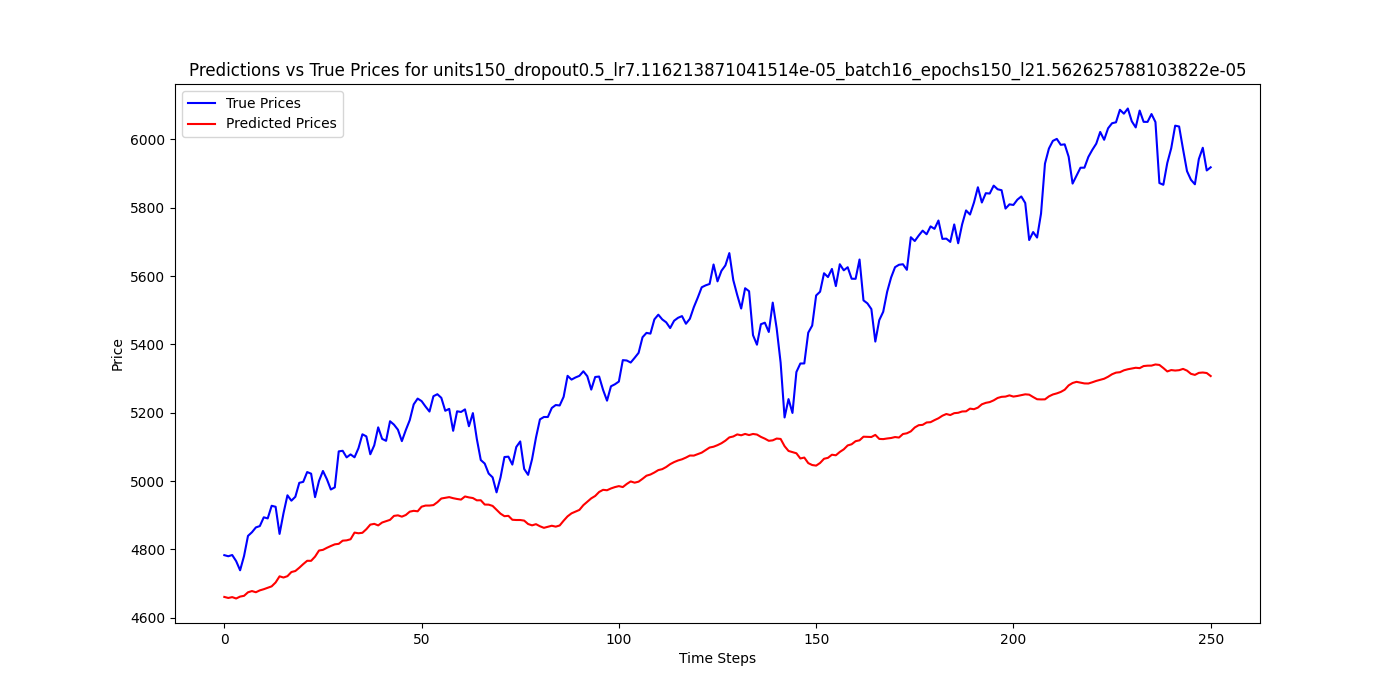 Predictions vs True Prices for units150_dropout0.5_lr7.116213871041514e-05_batch16_epochs150_l21.562625788103822e-05
True Prices
Predicted Prices
6000
5800
5600
5400
5200
5000
4800
4600
Price
0 50 100 150 200 250
Time Steps